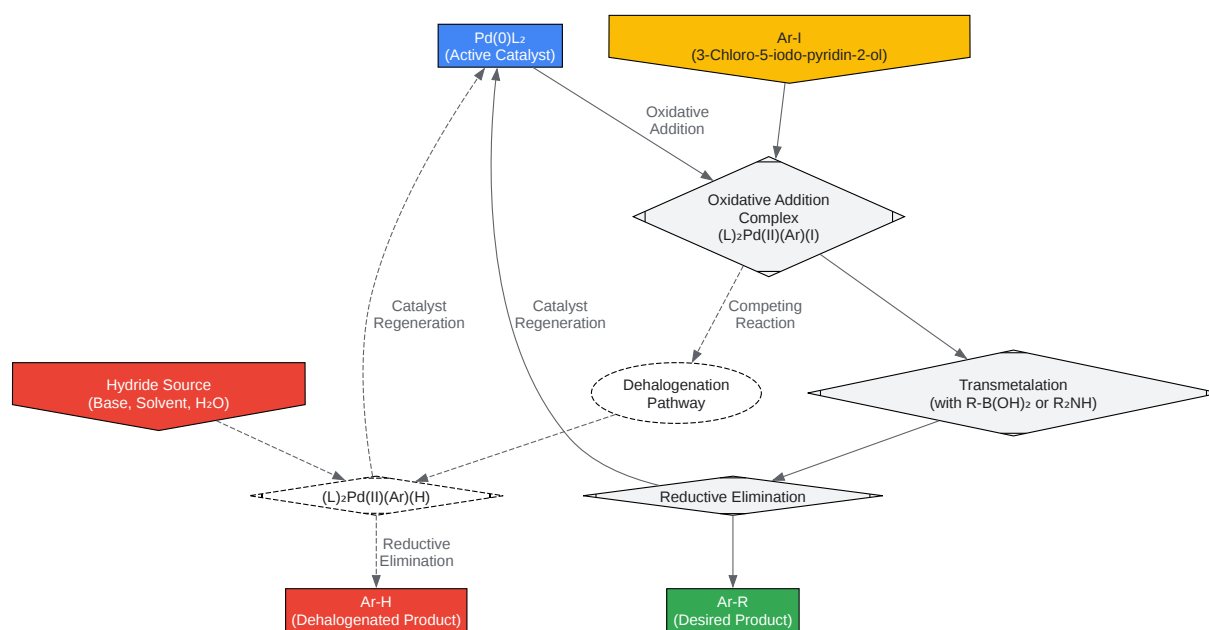 Pd(0)L₂
(Active Catalyst)
Ar-I
(3-Chloro-5-iodo-pyridin-2-ol)
Oxidative
Addition
Oxidative Addition
Complex
(L)₂Pd(II)(Ar)(I)
Catalyst
Regeneration
Catalyst
Regeneration
Competing
Reaction
Hydride Source
(Base, Solvent, H₂O)
Dehalogenation
Pathway
Transmetalation
(with R-B(OH)₂ or R₂NH)
(L)₂Pd(II)(Ar)(H)
Reductive Elimination
Reductive
Elimination
Ar-H
(Dehalogenated Product)
Ar-R
(Desired Product)